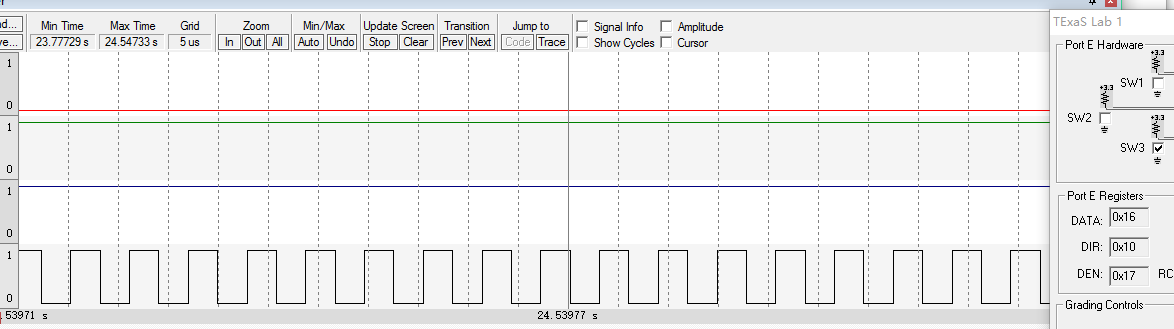 Min Time Max Time Grid Zoom Min/Max Update Screen Transition Jump to Signal Info Amplitude
nd... 23.77729 s 24.54733 s 5 us In Out All Auto Undo Stop Clear Prev Next Code Trace Show Cycles Cursor
ve...
1
0
1
0
1
0
1
0
.53971 s 24.53977 s
TExaS Lab 1
Port E Hardware
+3.3
SW1
+3.3
SW2
+3.3
SW3
Port E Registers
DATA: 0x16
DIR: 0x10
DEN: 0x17 RC
Grading Controls